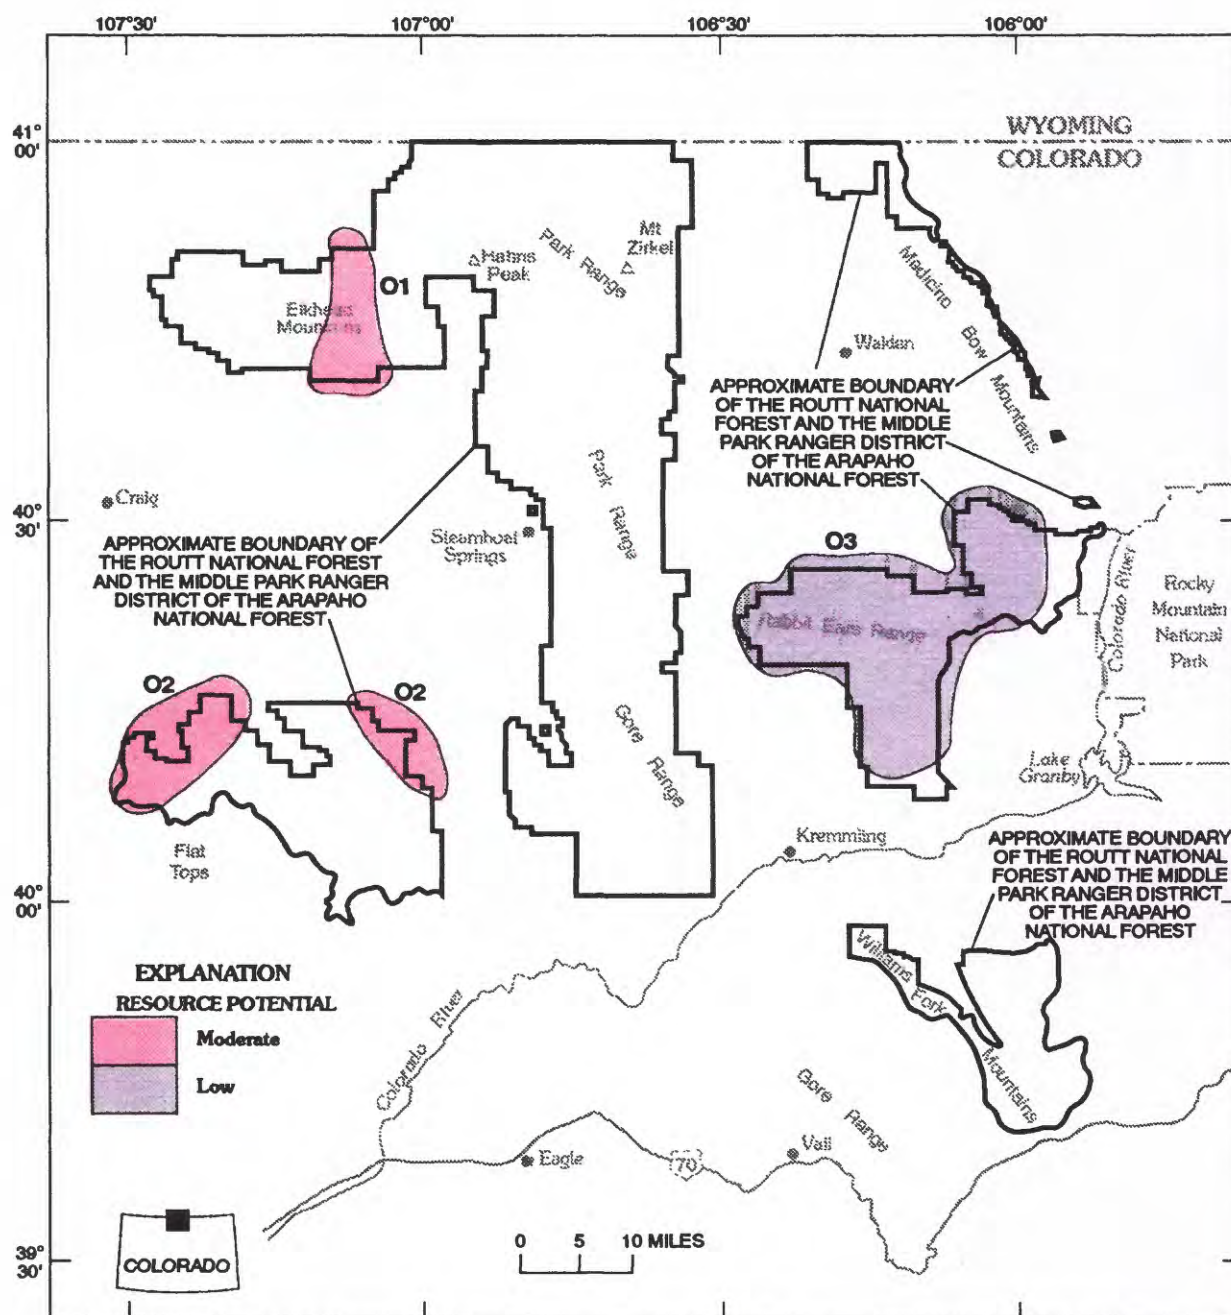 107°30'
107°00'
106°30'
106°00'
41°
00'
WYOMING
COLORADO
Mt
Zirkel
Park Range
Hahns
Peak
O1
Elkhead
Mountains
Medicine Bow Mountains
Walden
APPROXIMATE BOUNDARY
OF THE ROUTT NATIONAL
FOREST AND THE MIDDLE
PARK RANGER DISTRICT
OF THE ARAPAHO
NATIONAL FOREST
Park Range
Craig
40°
30'
Steamboat
Springs
APPROXIMATE BOUNDARY OF
THE ROUTT NATIONAL FOREST
AND THE MIDDLE PARK RANGER
DISTRICT OF THE ARAPAHO
NATIONAL FOREST
O3
Rabbit Ears Range
Colorado River
Rocky
Mountain
National
Park
O2
O2
Gore Range
Lake
Granby
Flat
Tops
Kremmling
APPROXIMATE BOUNDARY
OF THE ROUTT NATIONAL
FOREST AND THE MIDDLE
PARK RANGER DISTRICT
OF THE ARAPAHO
NATIONAL FOREST
40°
00'
Williams Fork Mountains
EXPLANATION
RESOURCE POTENTIAL
Moderate
Low
Colorado River
Gore Range
Eagle
70
Vail
COLORADO
0 5 10 MILES
39°
30'